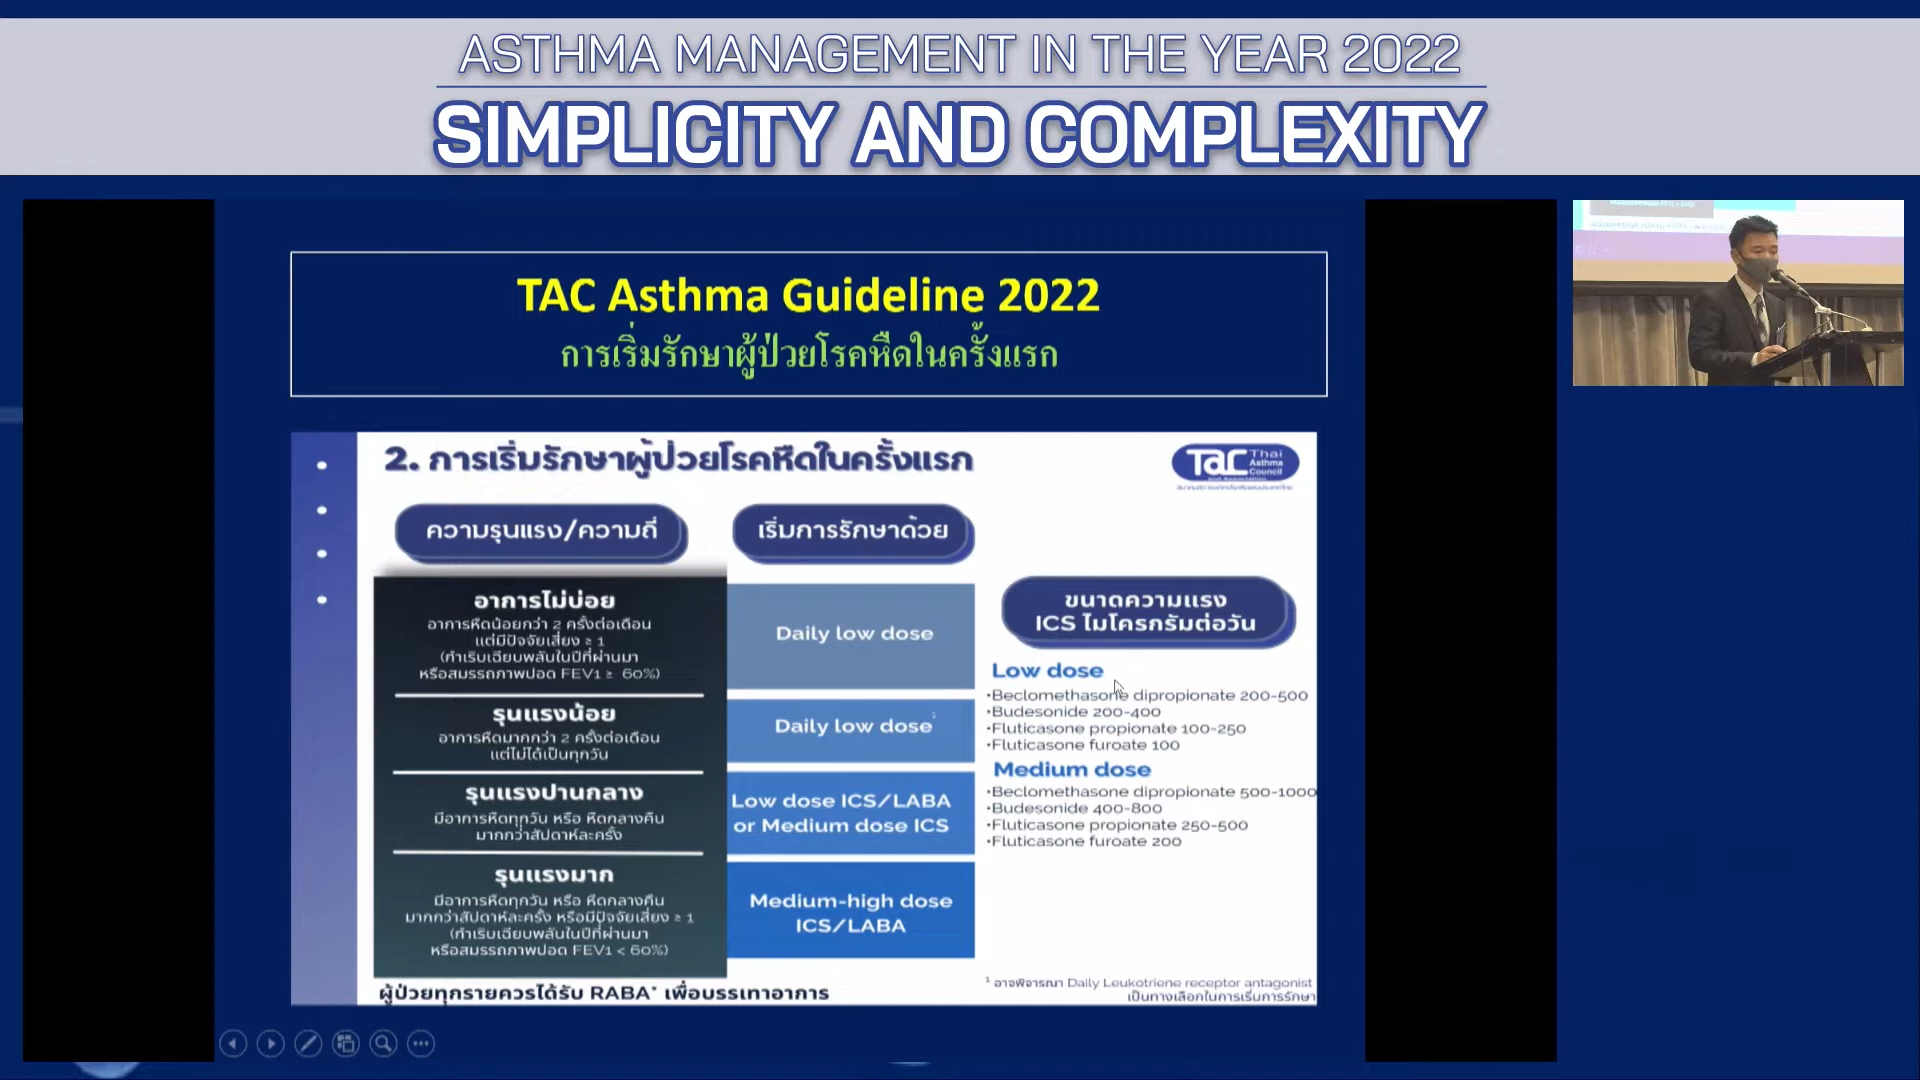 ASTHMA MANAGEMENT IN THE YEAR 2022
SIMPLICITY AND COMPLEXITY
TAC Asthma Guideline 2022
การเริ่มรักษาผู้ป่วยโรคหืดในครั้งแรก
2. การเริ่มรักษาผู้ป่วยโรคหืดในครั้งแรก
TaC Thai
Asthma
Council
and Association
ความรุนแรง/ความถี่
เริ่มการรักษาด้วย
อาการไม่บ่อย
อาการหืดน้อยกว่า 2 ครั้งต่อเดือน
แต่มีปัจจัยเสี่ยง ≥ 1
(กำเริบเฉียบพลันในปีที่ผ่านมา
หรือสมรรถภาพปอด FEV1 ≥ 60%)
Daily low dose
รุนแรงน้อย
อาการหืดมากกว่า 2 ครั้งต่อเดือน
แต่ไม่ได้เป็นทุกวัน
Daily low dose¹
รุนแรงปานกลาง
มีอาการหืดทุกวัน หรือ หืดกลางคืน
มากกว่าสัปดาห์ละครั้ง
Low dose ICS/LABA
or Medium dose ICS
รุนแรงมาก
มีอาการหืดทุกวัน หรือ หืดกลางคืน
มากกว่าสัปดาห์ละครั้ง หรือมีปัจจัยเสี่ยง ≥ 1
(กำเริบเฉียบพลันในปีที่ผ่านมา
หรือสมรรถภาพปอด FEV1 < 60%)
Medium-high dose
ICS/LABA
ขนาดความแรง
ICS ไมโครกรัมต่อวัน
Low dose
•Beclomethasone dipropionate 200-500
•Budesonide 200-400
•Fluticasone propionate 100-250
•Fluticasone furoate 100
Medium dose
•Beclomethasone dipropionate 500-1000
•Budesonide 400-800
•Fluticasone propionate 250-500
•Fluticasone furoate 200
ผู้ป่วยทุกรายควรได้รับ RABA* เพื่อบรรเทาอาการ
¹ อาจพิจารณา Daily Leukotriene receptor antagonist
เป็นทางเลือกในการเริ่มการรักษา